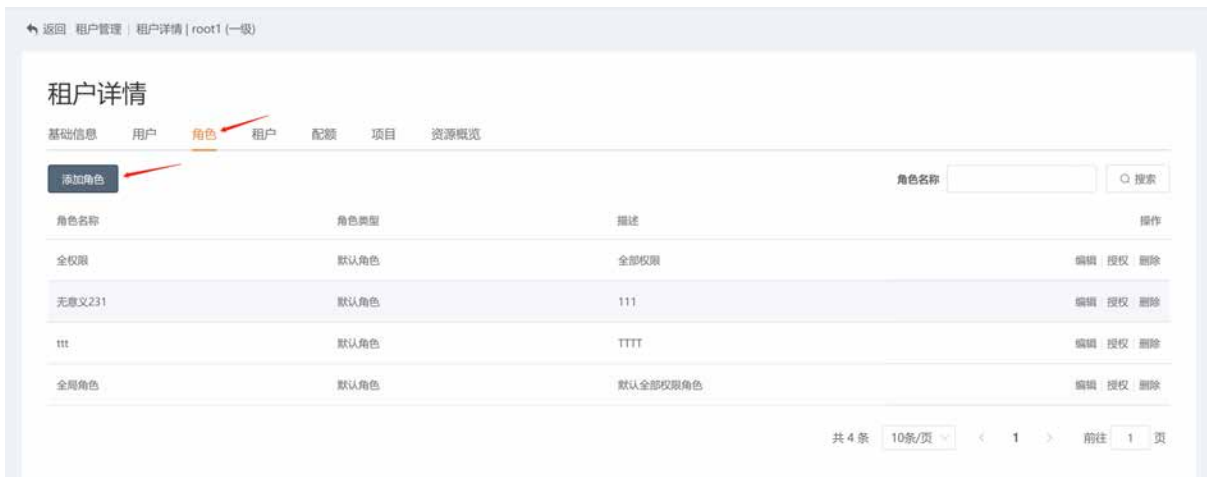 返回 租户管理 | 租户详情 | root1 (一级)
租户详情
基础信息 用户 角色 租户 配额 项目 资源概览
添加角色 角色名称 搜索
角色名称 角色类型 描述 操作
全权限 默认角色 全部权限 编辑 授权 删除
无意义231 默认角色 111 编辑 授权 删除
ttt 默认角色 TTTT 编辑 授权 删除
全局角色 默认角色 默认全部权限角色 编辑 授权 删除
共 4 条 10条/页 < 1 > 前往 1 页